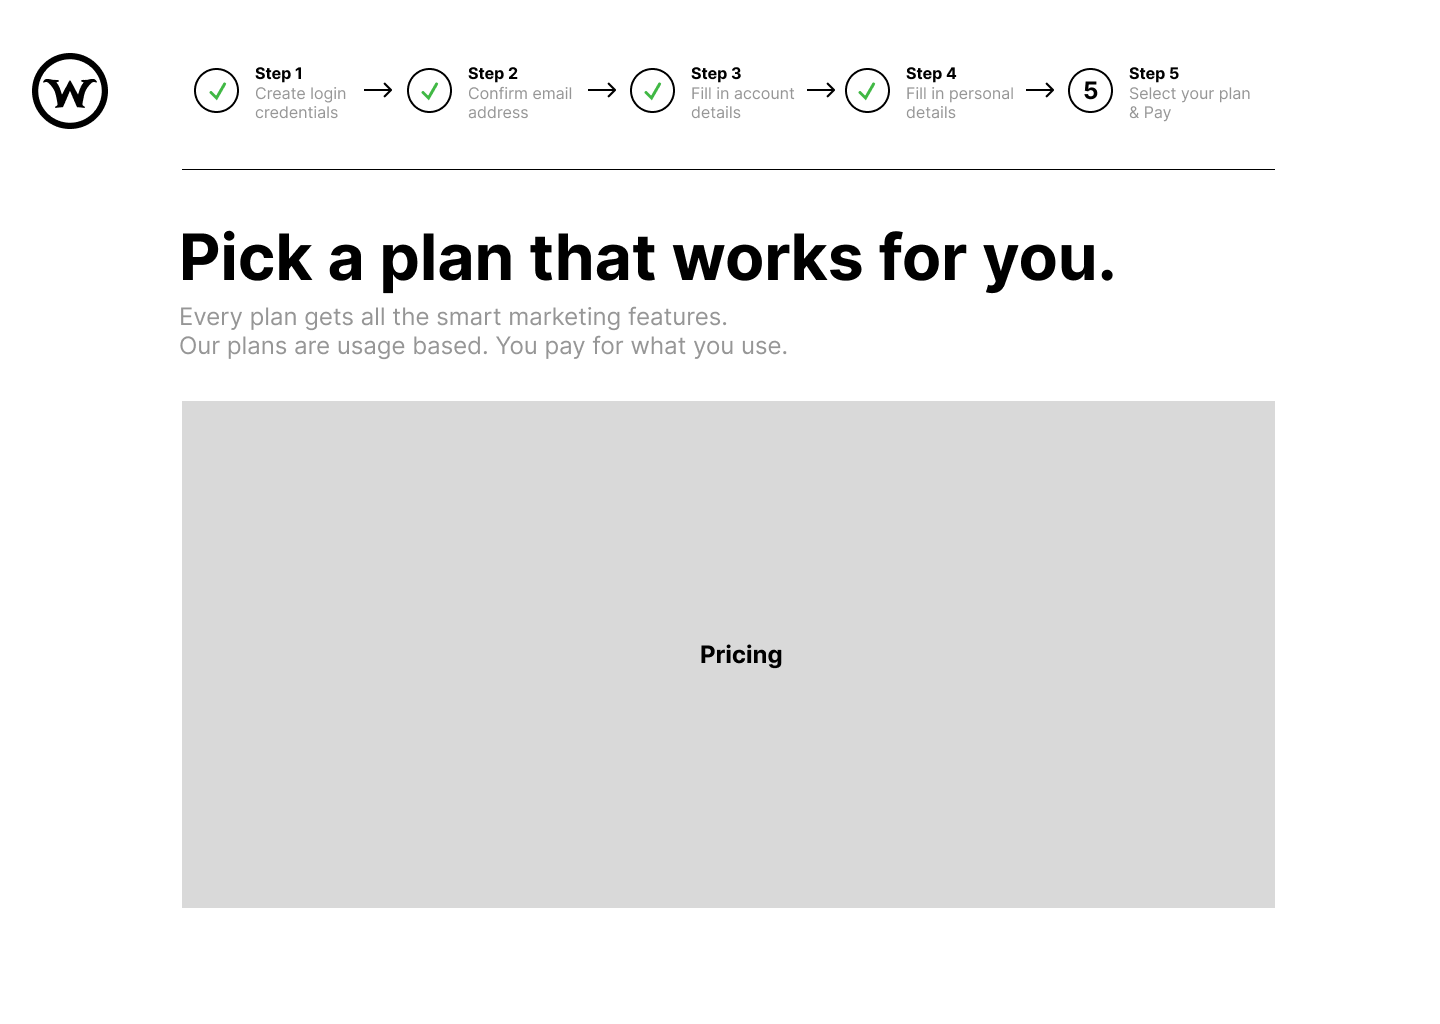 W
Step 1
Create login
credentials
Step 2
Confirm email
address
Step 3
Fill in account
details
Step 4
Fill in personal
details
5
Step 5
Select your plan
& Pay
Pick a plan that works for you.
Every plan gets all the smart marketing features.
Our plans are usage based. You pay for what you use.
Pricing